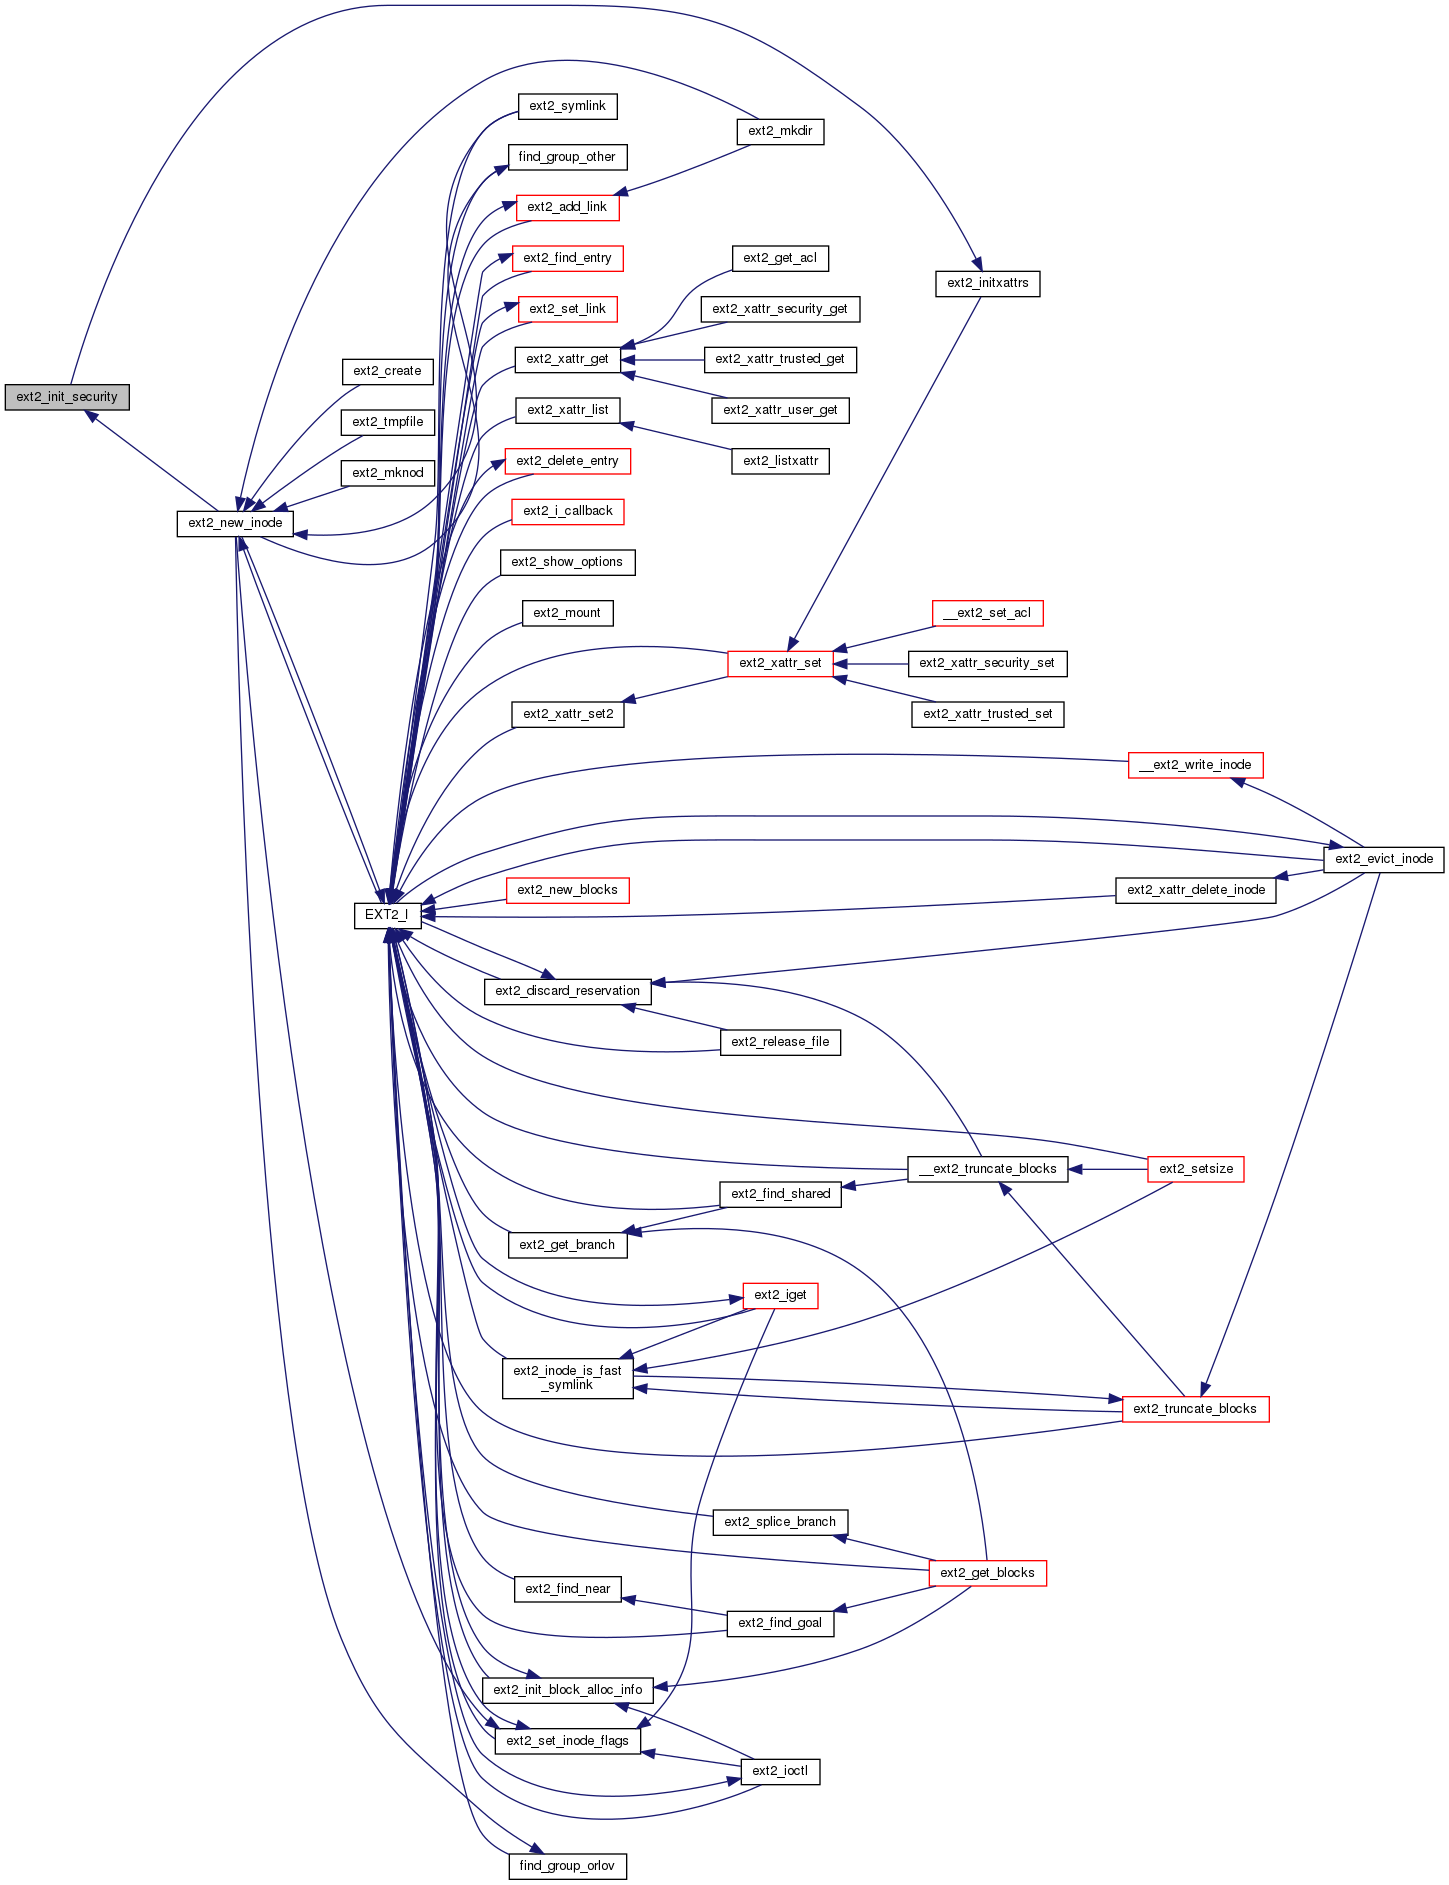 ext2_symlink
ext2_mkdir
find_group_other
ext2_add_link
ext2_find_entry
ext2_get_acl
ext2_initxattrs
ext2_set_link
ext2_xattr_security_get
ext2_xattr_get
ext2_xattr_trusted_get
ext2_create
ext2_init_security
ext2_xattr_list
ext2_xattr_user_get
ext2_tmpfile
ext2_delete_entry
ext2_listxattr
ext2_mknod
ext2_i_callback
ext2_new_inode
ext2_show_options
ext2_mount
__ext2_set_acl
ext2_xattr_set
ext2_xattr_security_set
ext2_xattr_set2
ext2_xattr_trusted_set
__ext2_write_inode
ext2_evict_inode
ext2_new_blocks
ext2_xattr_delete_inode
EXT2_I
ext2_discard_reservation
ext2_release_file
__ext2_truncate_blocks
ext2_setsize
ext2_find_shared
ext2_get_branch
ext2_iget
ext2_inode_is_fast
_symlink
ext2_truncate_blocks
ext2_splice_branch
ext2_get_blocks
ext2_find_near
ext2_find_goal
ext2_init_block_alloc_info
ext2_set_inode_flags
ext2_ioctl
find_group_orlov